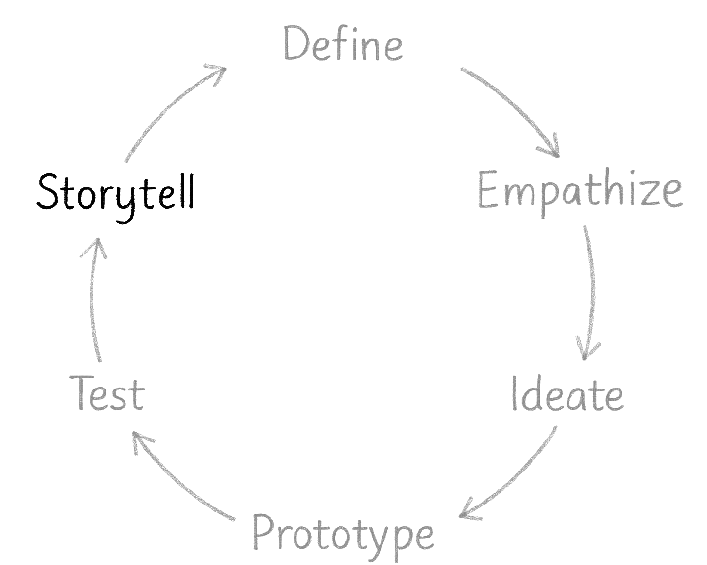 Define
Empathize
Ideate
Prototype
Test
Storytell